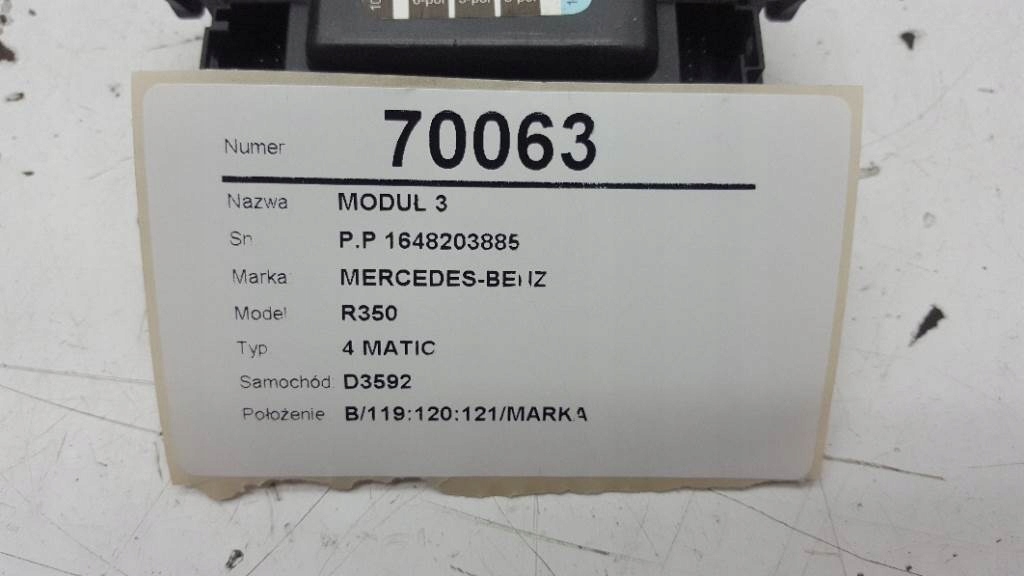 Numer 70063
Nazwa MODUŁ 3
Sn P.P 1648203885
Marka MERCEDES-BENZ
Model R350
Typ 4 MATIC
Samochód D3592
Położenie B/119:120:121/MARKA